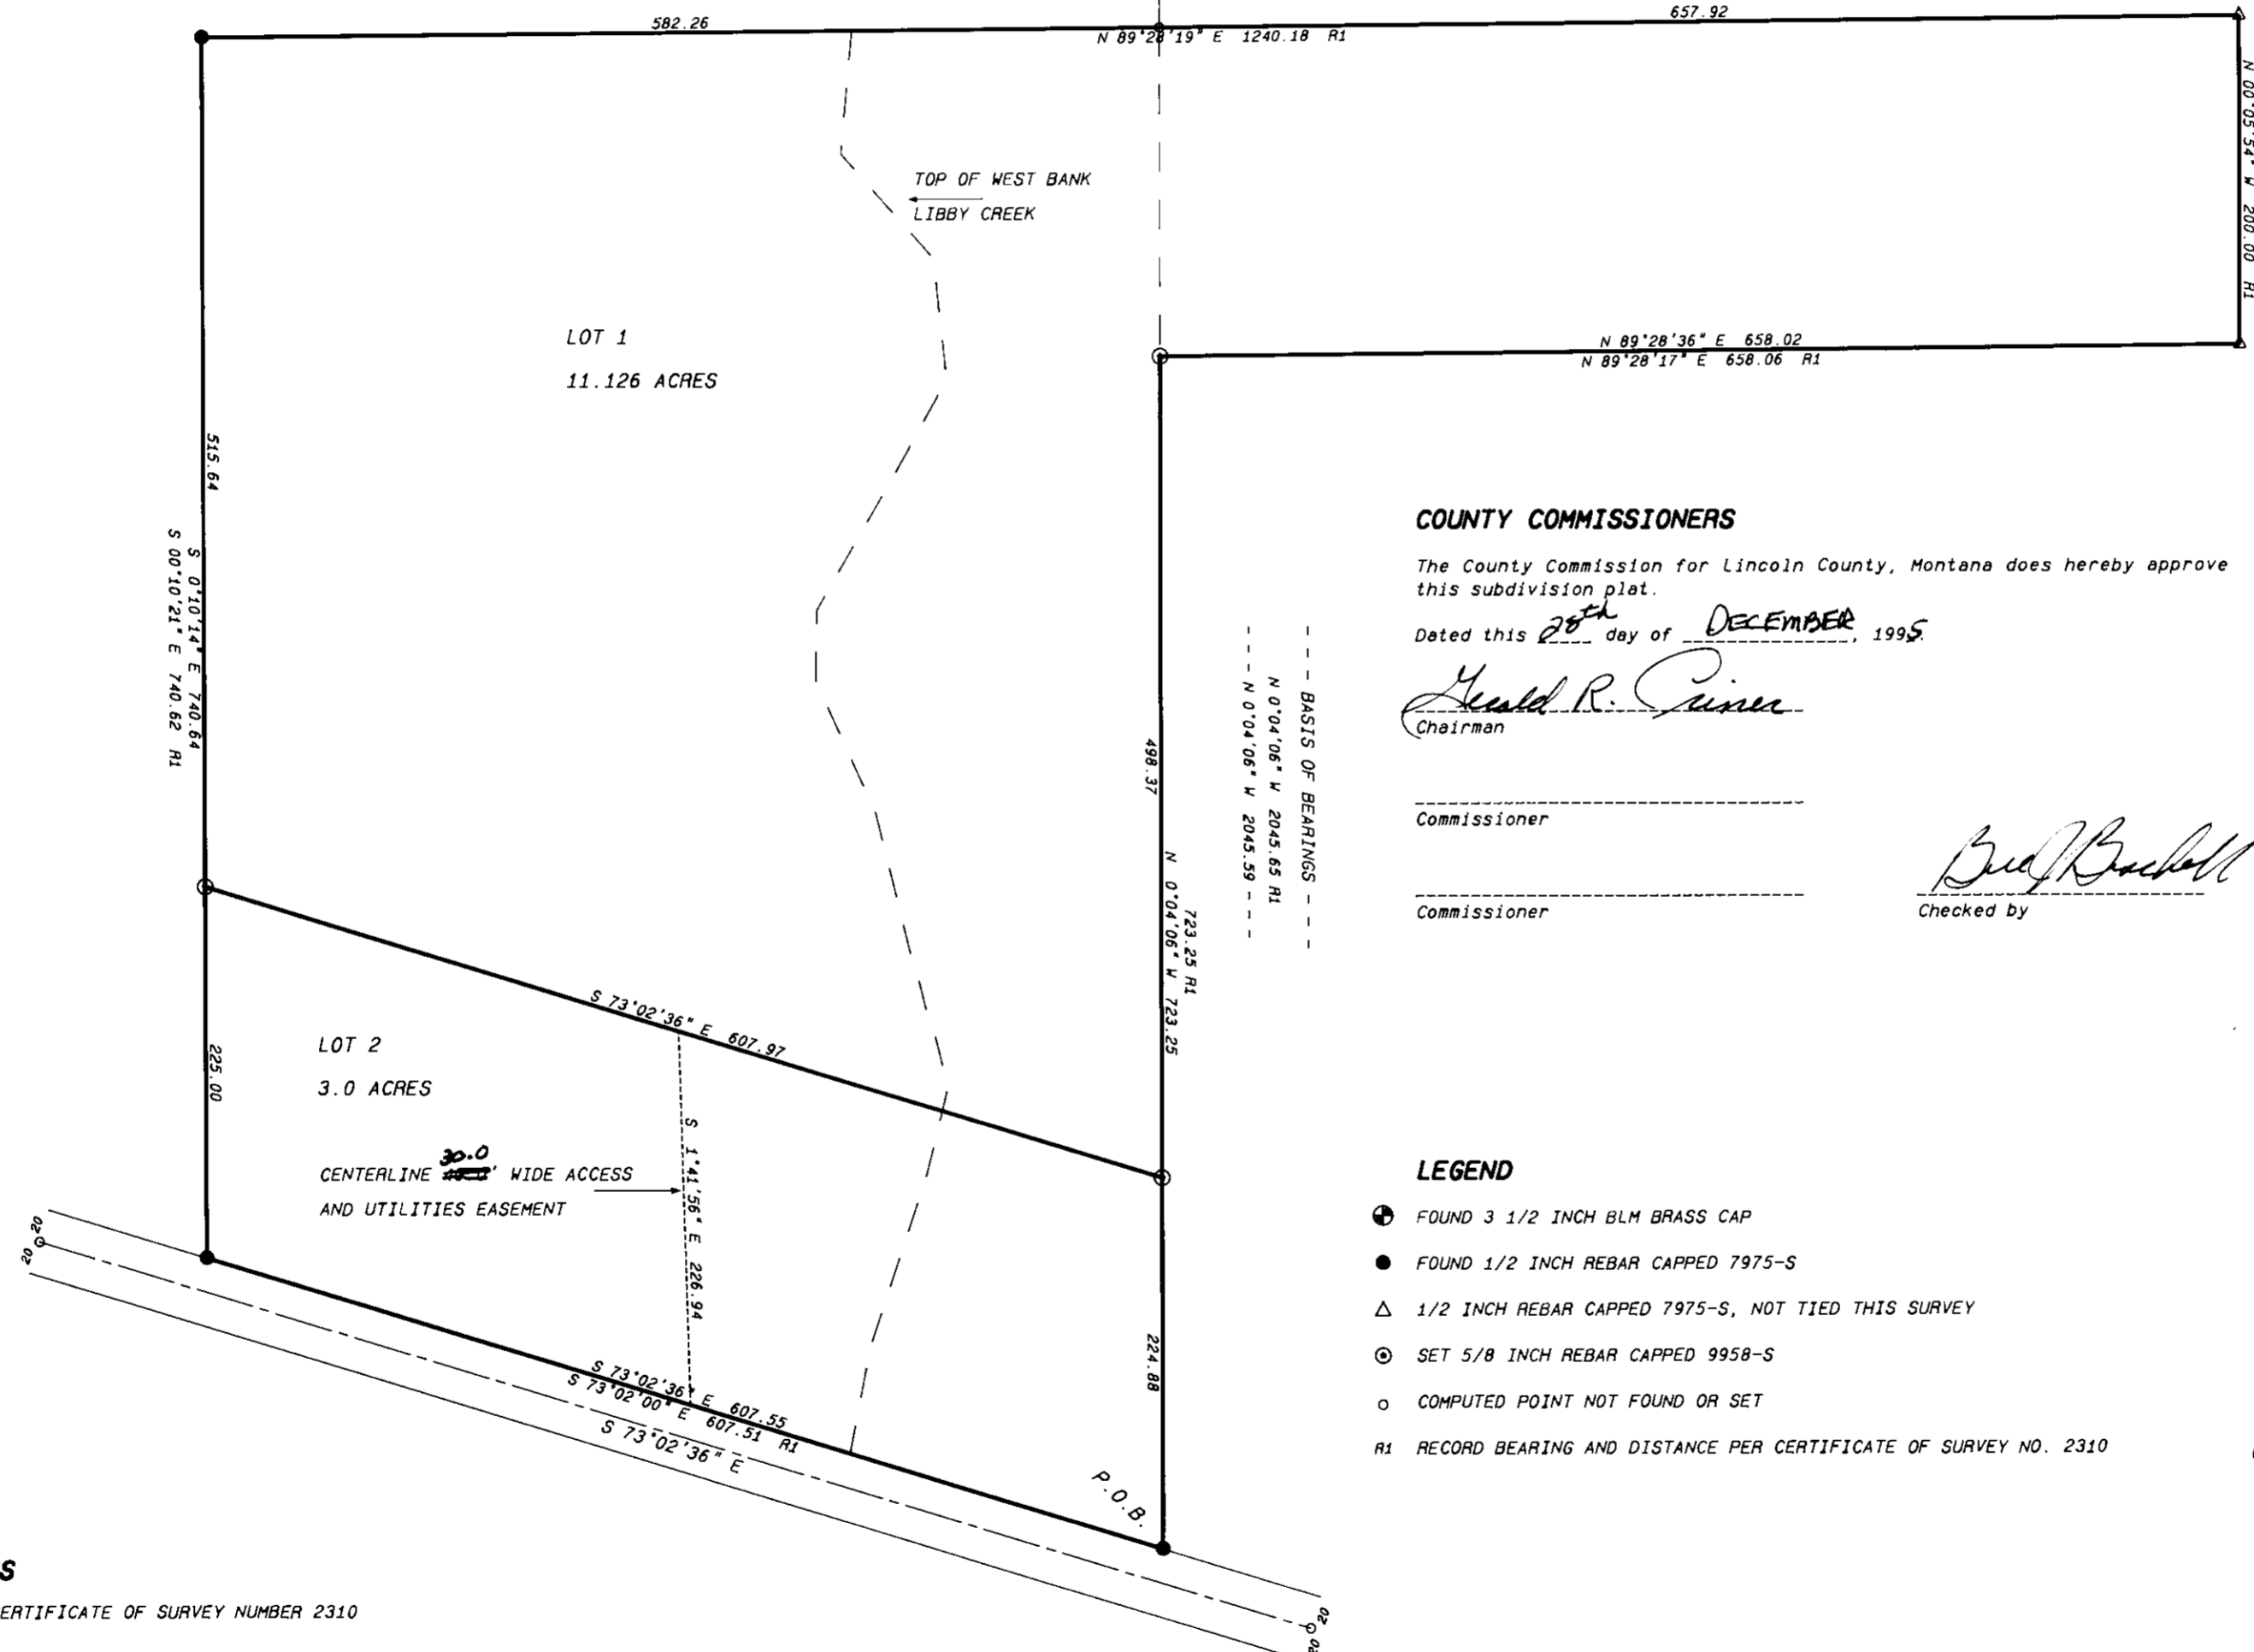 582.26
657.92
N 89°28'19" E 1240.18 R1
N 00°05'54" W 200.00 R1
TOP OF WEST BANK
LIBBY CREEK
LOT 1
11.126 ACRES
N 89°28'36" E 658.02
N 89°28'17" E 658.06 R1
515.64
S 0°10'14" E 740.64
S 00°10'21" E 740.62 R1
COUNTY COMMISSIONERS
The County Commission for Lincoln County, Montana does hereby approve
this subdivision plat.
Dated this 28th day of DECEMBER, 1995.
Gerald R. Criner
Chairman
Commissioner
Commissioner
Checked by
--- BASIS OF BEARINGS ---
N 0°04'06" W 2045.65 R1
--- N 0°04'06" W 2045.59 ---
498.37
723.25 R1
N 0°04'06" W 723.25
S 73°02'36" E 607.97
LOT 2
3.0 ACRES
225.00
30.0
CENTERLINE ' WIDE ACCESS
AND UTILITIES EASEMENT
S 1°41'56" E 226.94
224.88
20
20
S 73°02'36" E 607.55
S 73°02'00" E 607.51 R1
S 73°02'36" E
P.O.B.
20
20
LEGEND
FOUND 3 1/2 INCH BLM BRASS CAP
FOUND 1/2 INCH REBAR CAPPED 7975-S
1/2 INCH REBAR CAPPED 7975-S, NOT TIED THIS SURVEY
SET 5/8 INCH REBAR CAPPED 9958-S
COMPUTED POINT NOT FOUND OR SET
R1 RECORD BEARING AND DISTANCE PER CERTIFICATE OF SURVEY NO. 2310
S
ERTIFICATE OF SURVEY NUMBER 2310